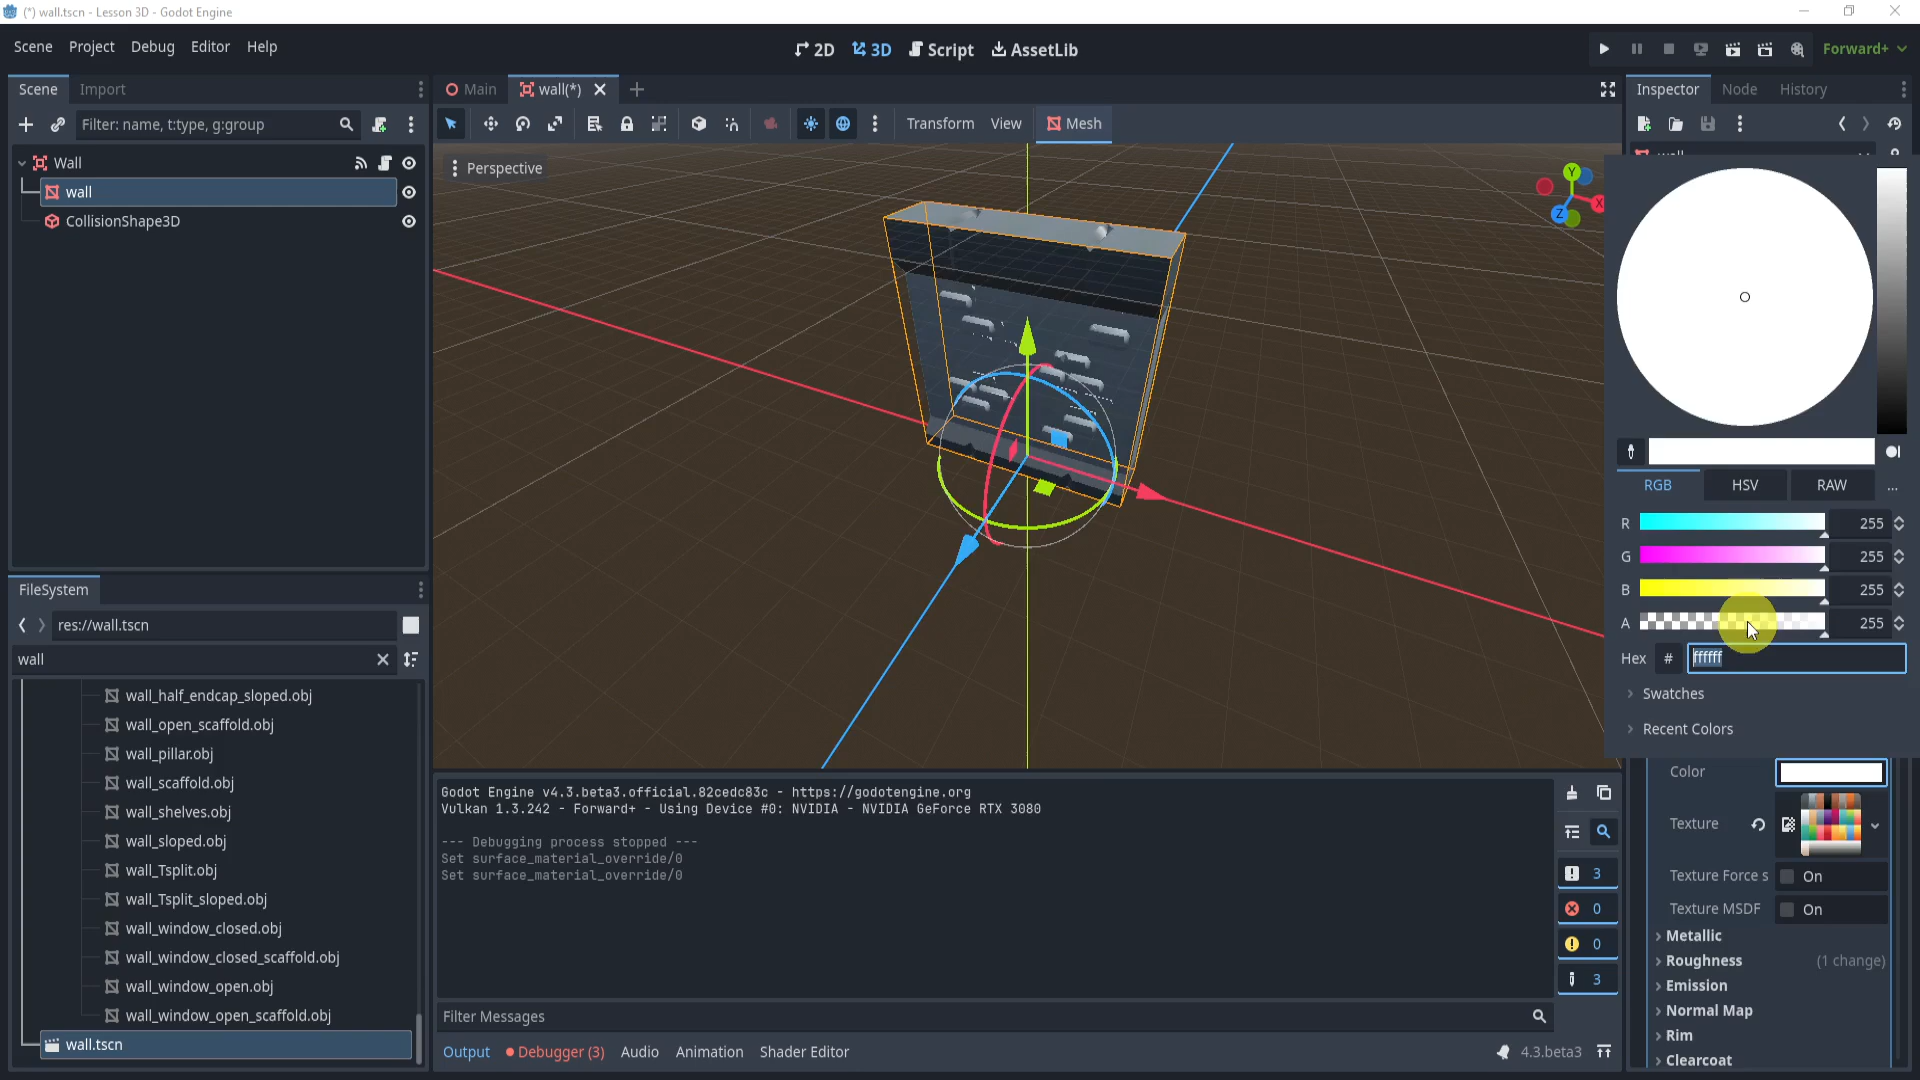 (*) wall.tscn - Lesson 3D - Godot Engine
Scene Project Debug Editor Help
2D 3D Script AssetLib
Forward+
Scene Import
Main wall(*)
Inspector Node History
Filter: name, t:type, g:group
Transform View Mesh
Wall
wall
CollisionShape3D
Perspective
Y
X
Z
RGB HSV RAW ...
R 255
G 255
B 255
A 255
Hex # ffffff
Swatches
Recent Colors
FileSystem
res://wall.tscn
wall
wall_half_endcap_sloped.obj
wall_open_scaffold.obj
wall_pillar.obj
wall_scaffold.obj
wall_shelves.obj
wall_sloped.obj
wall_Tsplit.obj
wall_Tsplit_sloped.obj
wall_window_closed.obj
wall_window_closed_scaffold.obj
wall_window_open.obj
wall_window_open_scaffold.obj
wall.tscn
Godot Engine v4.3.beta3.official.82cedc83c - https://godotengine.org
Vulkan 1.3.242 - Forward+ - Using Device #0: NVIDIA - NVIDIA GeForce RTX 3080
--- Debugging process stopped ---
Set surface_material_override/0
Set surface_material_override/0
3
0
0
3
Filter Messages
Output Debugger (3) Audio Animation Shader Editor
4.3.beta3
Color
Texture
Texture Force s On
Texture MSDF On
Metallic
Roughness (1 change)
Emission
Normal Map
Rim
Clearcoat